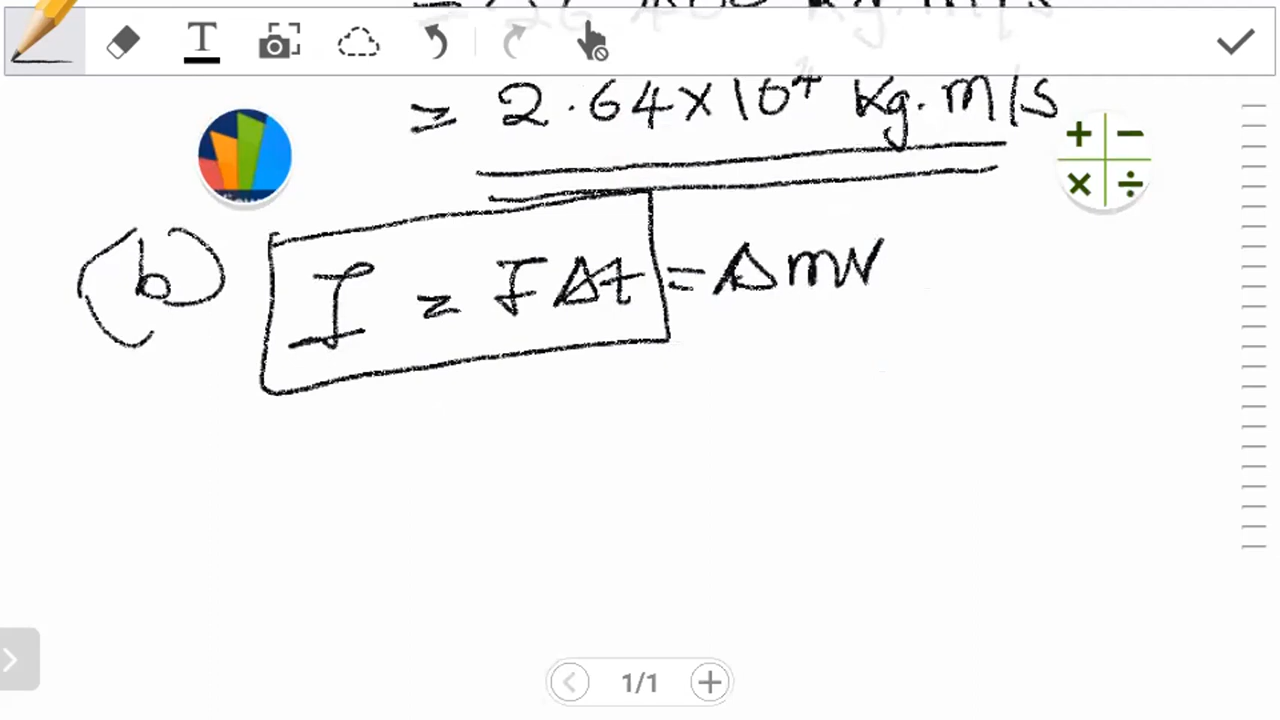 = 2.64×10⁴ kg.m/s
(b) I = FΔt = Δmv
T
+ − × ÷
1/1